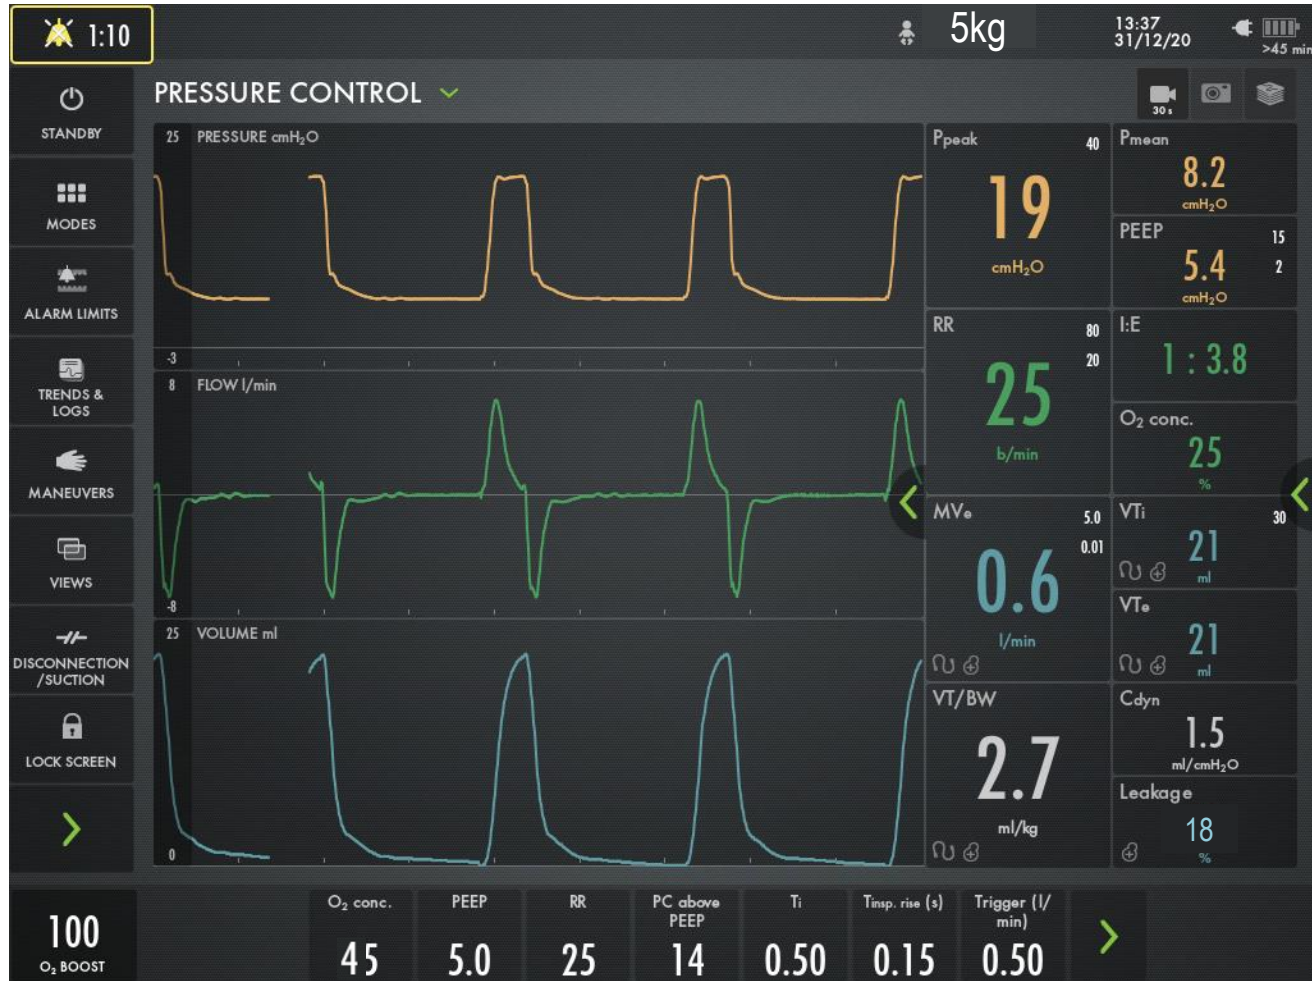 1:10
5kg
13:37
31/12/20
>45 min
STANDBY
MODES
ALARM LIMITS
TRENDS &
LOGS
MANEUVERS
VIEWS
DISCONNECTION
/SUCTION
LOCK SCREEN
PRESSURE CONTROL
30 s
25 PRESSURE cmH₂O
-3
8 FLOW l/min
-8
25 VOLUME ml
0
Ppeak 40
19
cmH₂O
Pmean
8.2
cmH₂O
PEEP 15
5.4 2
cmH₂O
RR 80
20
25
b/min
I:E
1 : 3.8
O₂ conc.
25
%
MVe 5.0
0.01
0.6
l/min
VTi 30
21
ml
VTe
21
ml
VT/BW
2.7
ml/kg
Cdyn
1.5
ml/cmH₂O
Leakage
18
%
100
O₂ BOOST
O₂ conc.
45
PEEP
5.0
RR
25
PC above
PEEP
14
Ti
0.50
Tinsp. rise (s)
0.15
Trigger (l/
min)
0.50